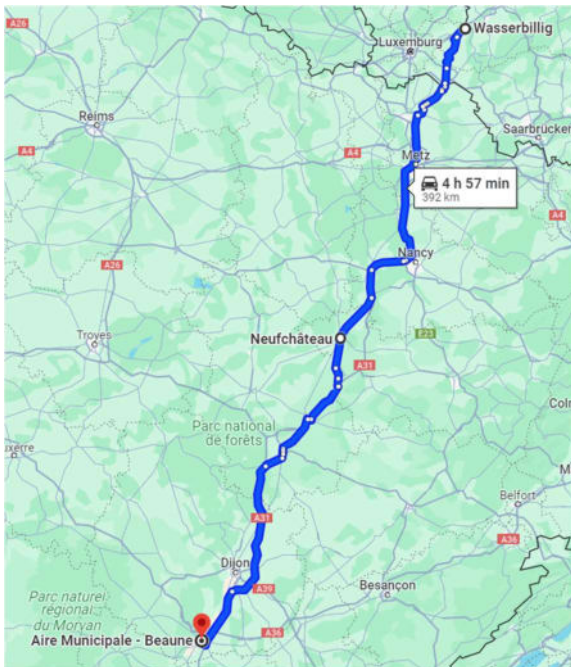 A26
Wasserbillig
Luxemburg
Reims
A4
Saarbrücken
Metz
A4
4 h 57 min
392 km
A4
Nancy
A26
Troyes
Neufchâteau
E23
A31
Parc national
de forêts
Belfort
A31
A36
Dijon
A39
Besançon
Parc naturel
régional
du Morvan
Aire Municipale - Beaune
A36